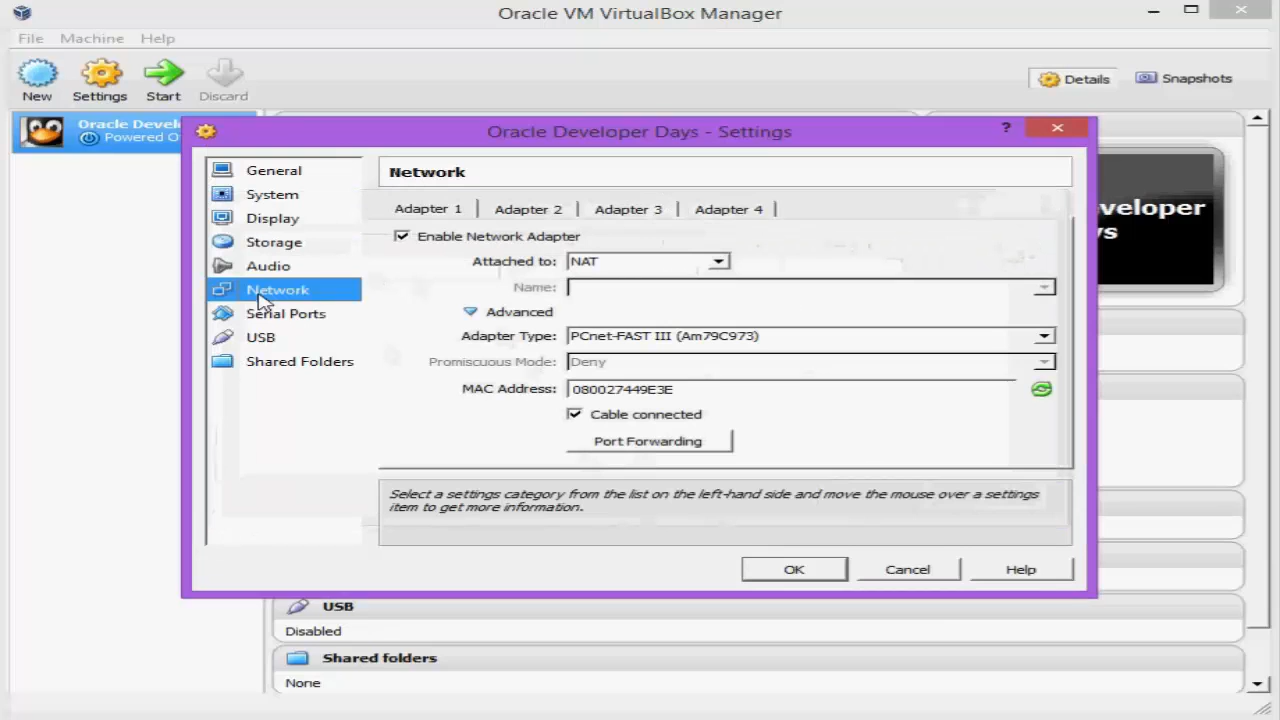 Oracle VM VirtualBox Manager
File Machine Help
New Settings Start Discard
Details Snapshots
Oracle Devel
Powered O
Oracle Developer Days - Settings
?
General
System
Display
Storage
Audio
Network
Serial Ports
USB
Shared Folders
Network
Adapter 1 Adapter 2 Adapter 3 Adapter 4
Enable Network Adapter
Attached to: NAT
Name:
Advanced
Adapter Type: PCnet-FAST III (Am79C973)
Promiscuous Mode: Deny
MAC Address: 080027449E3E
Cable connected
Port Forwarding
Select a settings category from the list on the left-hand side and move the mouse over a settings
item to get more information.
OK Cancel Help
veloper
ys
USB
Disabled
Shared folders
None